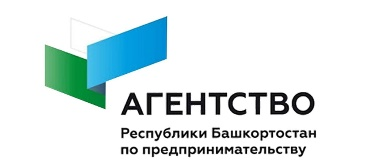 АГЕНТСТВО
Республики Башкортостан
по предпринимательству